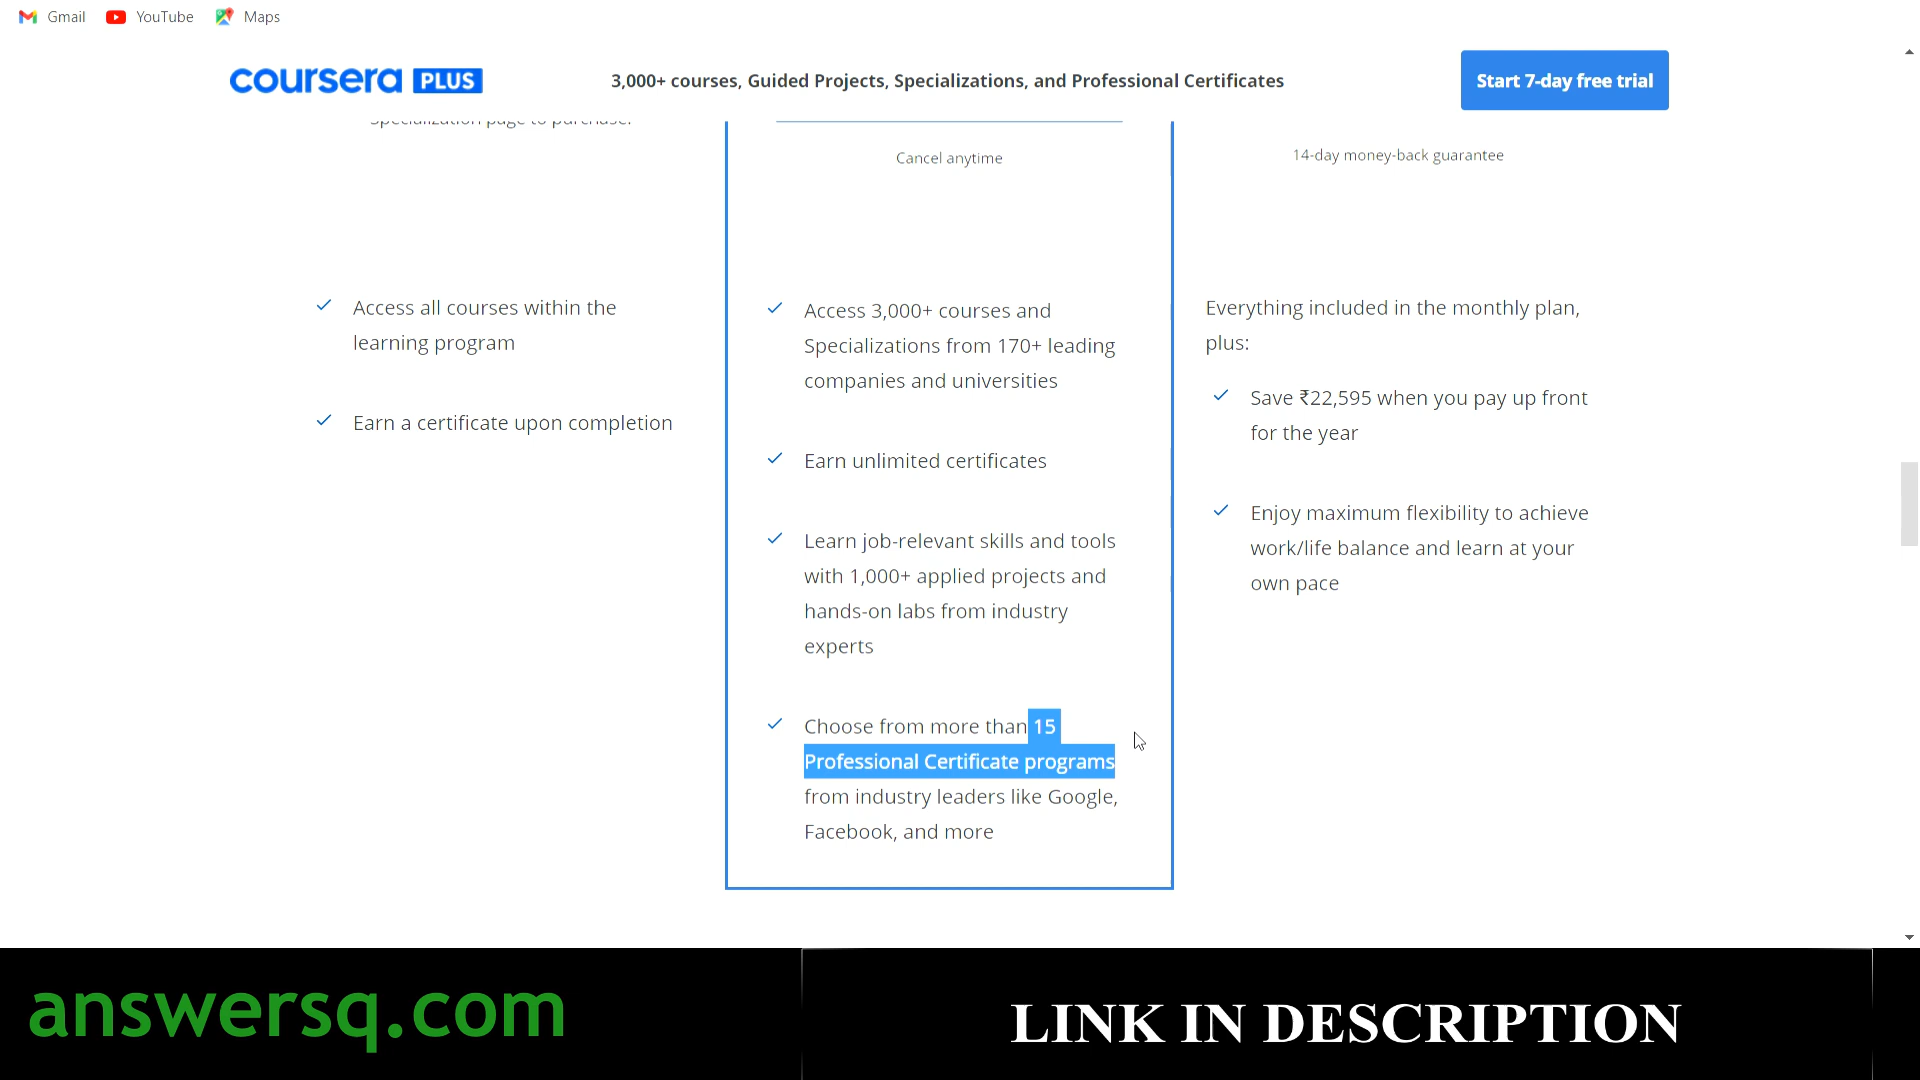 Gmail YouTube Maps
coursera PLUS
3,000+ courses, Guided Projects, Specializations, and Professional Certificates
Start 7-day free trial
Specialization page to purchase.
Access all courses within the
learning program
Earn a certificate upon completion
Cancel anytime
Access 3,000+ courses and
Specializations from 170+ leading
companies and universities
Earn unlimited certificates
Learn job-relevant skills and tools
with 1,000+ applied projects and
hands-on labs from industry
experts
Choose from more than 15
Professional Certificate programs
from industry leaders like Google,
Facebook, and more
14-day money-back guarantee
Everything included in the monthly plan,
plus:
Save ₹22,595 when you pay up front
for the year
Enjoy maximum flexibility to achieve
work/life balance and learn at your
own pace
answersq.com
LINK IN DESCRIPTION